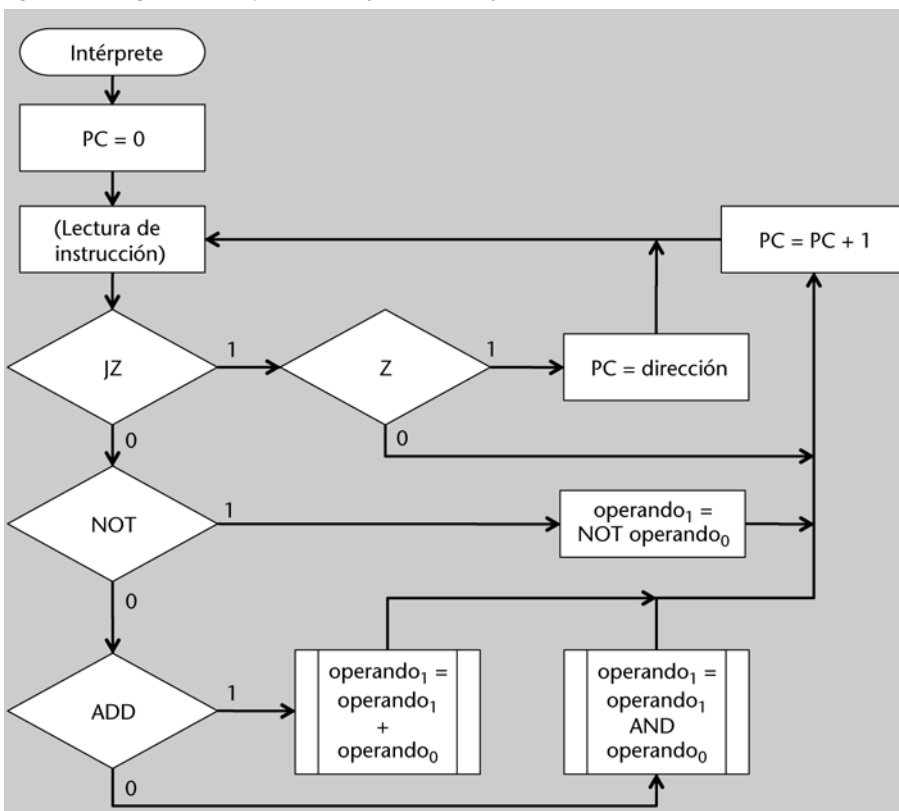 Intérprete
PC = 0
(Lectura de
instrucción)
PC = PC + 1
JZ
1
Z
1
PC = dirección
0
0
NOT
1
operando₁ =
NOT operando₀
0
ADD
1
operando₁ =
operando₁
+
operando₀
operando₁ =
operando₁
AND
operando₀
0